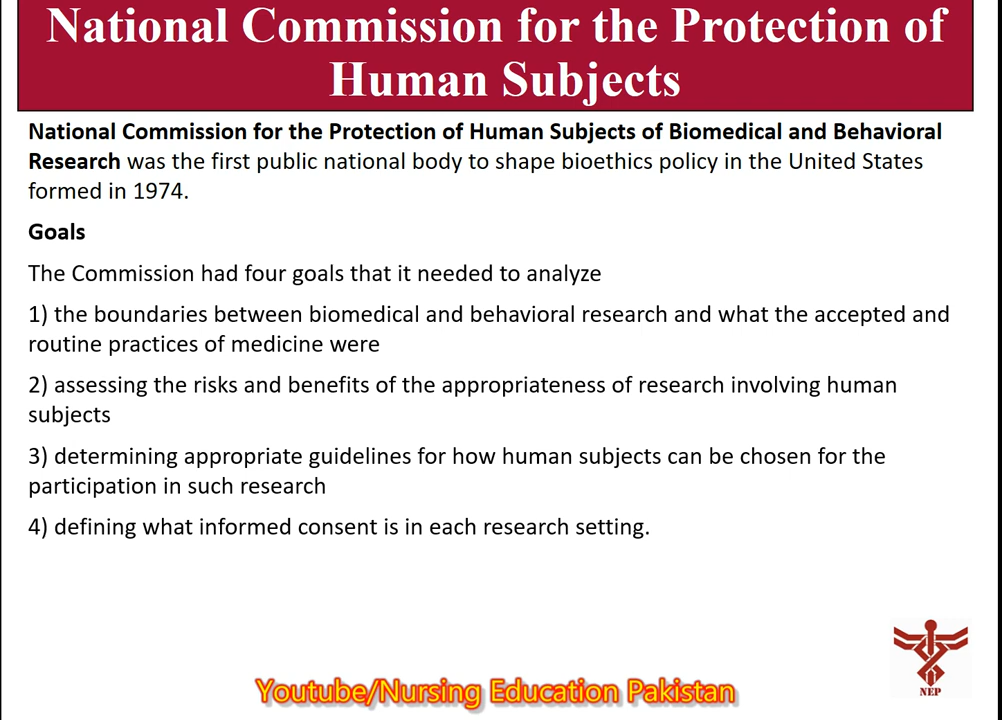 National Commission for the Protection of
Human Subjects
National Commission for the Protection of Human Subjects of Biomedical and Behavioral
Research was the first public national body to shape bioethics policy in the United States
formed in 1974.
Goals
The Commission had four goals that it needed to analyze
1) the boundaries between biomedical and behavioral research and what the accepted and
routine practices of medicine were
2) assessing the risks and benefits of the appropriateness of research involving human
subjects
3) determining appropriate guidelines for how human subjects can be chosen for the
participation in such research
4) defining what informed consent is in each research setting.
NEP
Youtube/Nursing Education Pakistan